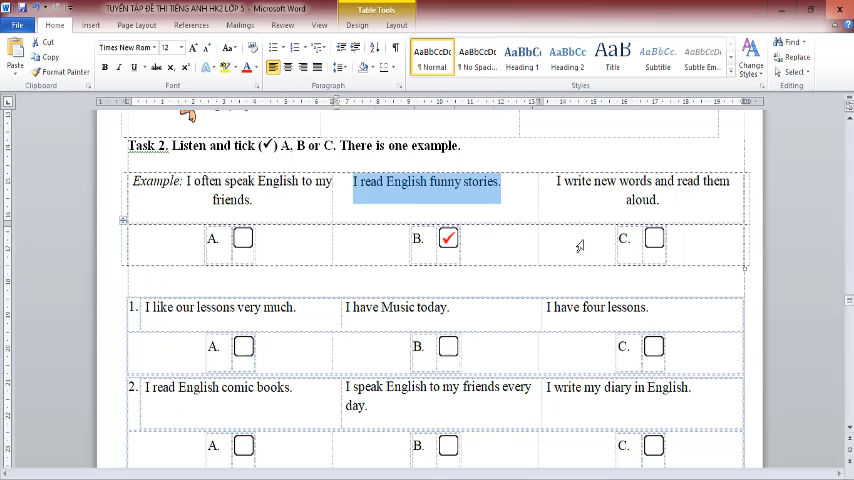 TUYỂN TẬP ĐỀ THI TIẾNG ANH HK2 LỚP 5 - Microsoft Word
Table Tools
File Home Insert Page Layout References Mailings Review View Design Layout
Paste Cut Copy Format Painter
Clipboard
Times New Rom 12
Font
Paragraph
AaBbCcDc AaBbCcDc AaBbCc AaBbCc AaB AaBbCc. AaBbCcDc
¶ Normal ¶ No Spaci... Heading 1 Heading 2 Title Subtitle Subtle Em...
Styles
Change Styles
Find Replace Select
Editing
Task 2. Listen and tick (✓) A, B or C. There is one example.
Example: I often speak English to my friends.
I read English funny stories.
I write new words and read them aloud.
A. B. ✓ C.
1. I like our lessons very much. I have Music today. I have four lessons.
A. B. C.
2. I read English comic books. I speak English to my friends every day. I write my diary in English.
A. B. C.